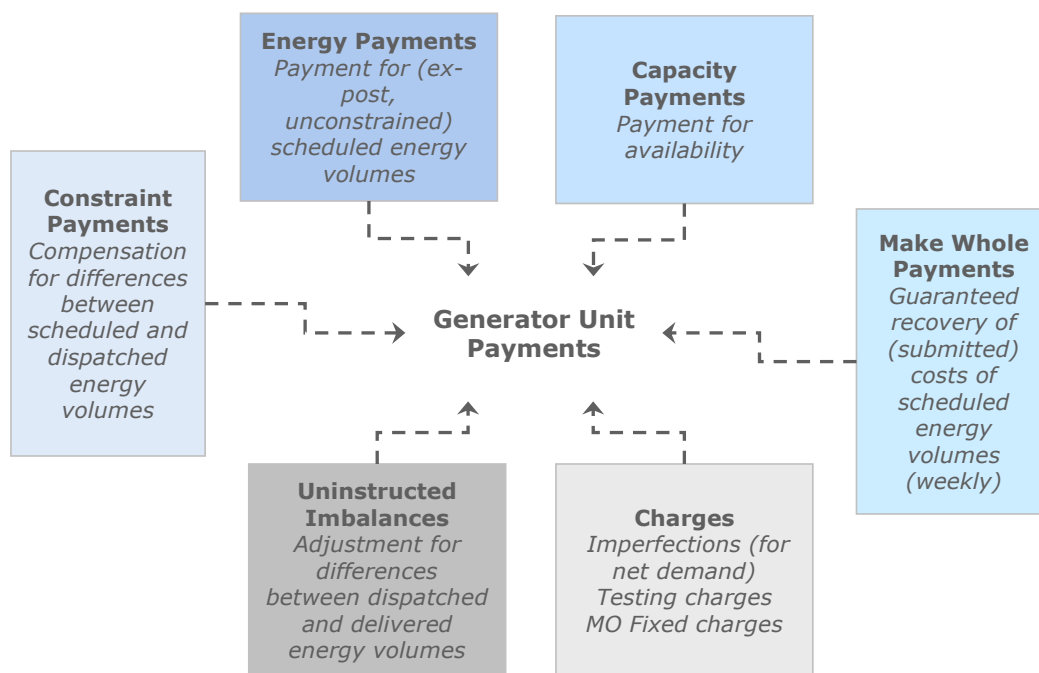 Energy Payments
Payment for (ex-
post,
unconstrained)
scheduled energy
volumes
Capacity
Payments
Payment for
availability
Constraint
Payments
Compensation
for differences
between
scheduled and
dispatched
energy
volumes
Generator Unit
Payments
Make Whole
Payments
Guaranteed
recovery of
(submitted)
costs of
scheduled
energy
volumes
(weekly)
Uninstructed
Imbalances
Adjustment for
differences
between dispatched
and delivered
energy volumes
Charges
Imperfections (for
net demand)
Testing charges
MO Fixed charges